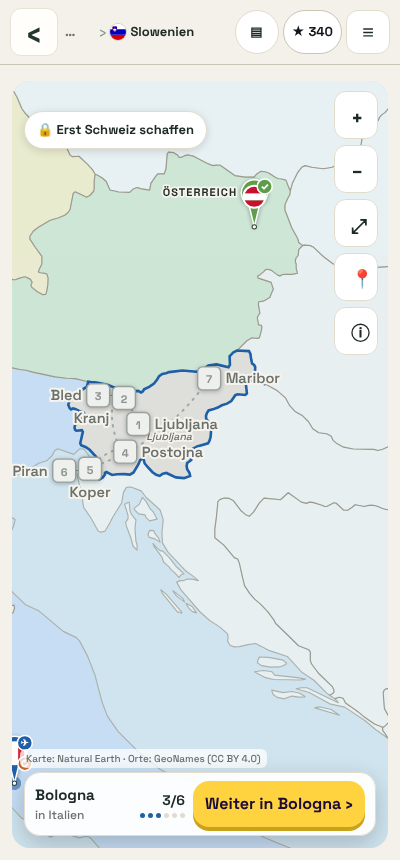 <
...
> Slowenien
★ 340
🔒 Erst Schweiz schaffen
+
−
ÖSTERREICH
7 Maribor
Bled 3 2
Kranj
1 Ljubljana
Ljubljana
4 Postojna
Piran 6 5
Koper
Karte: Natural Earth · Orte: GeoNames (CC BY 4.0)
Bologna
3/6
in Italien
Weiter in Bologna >